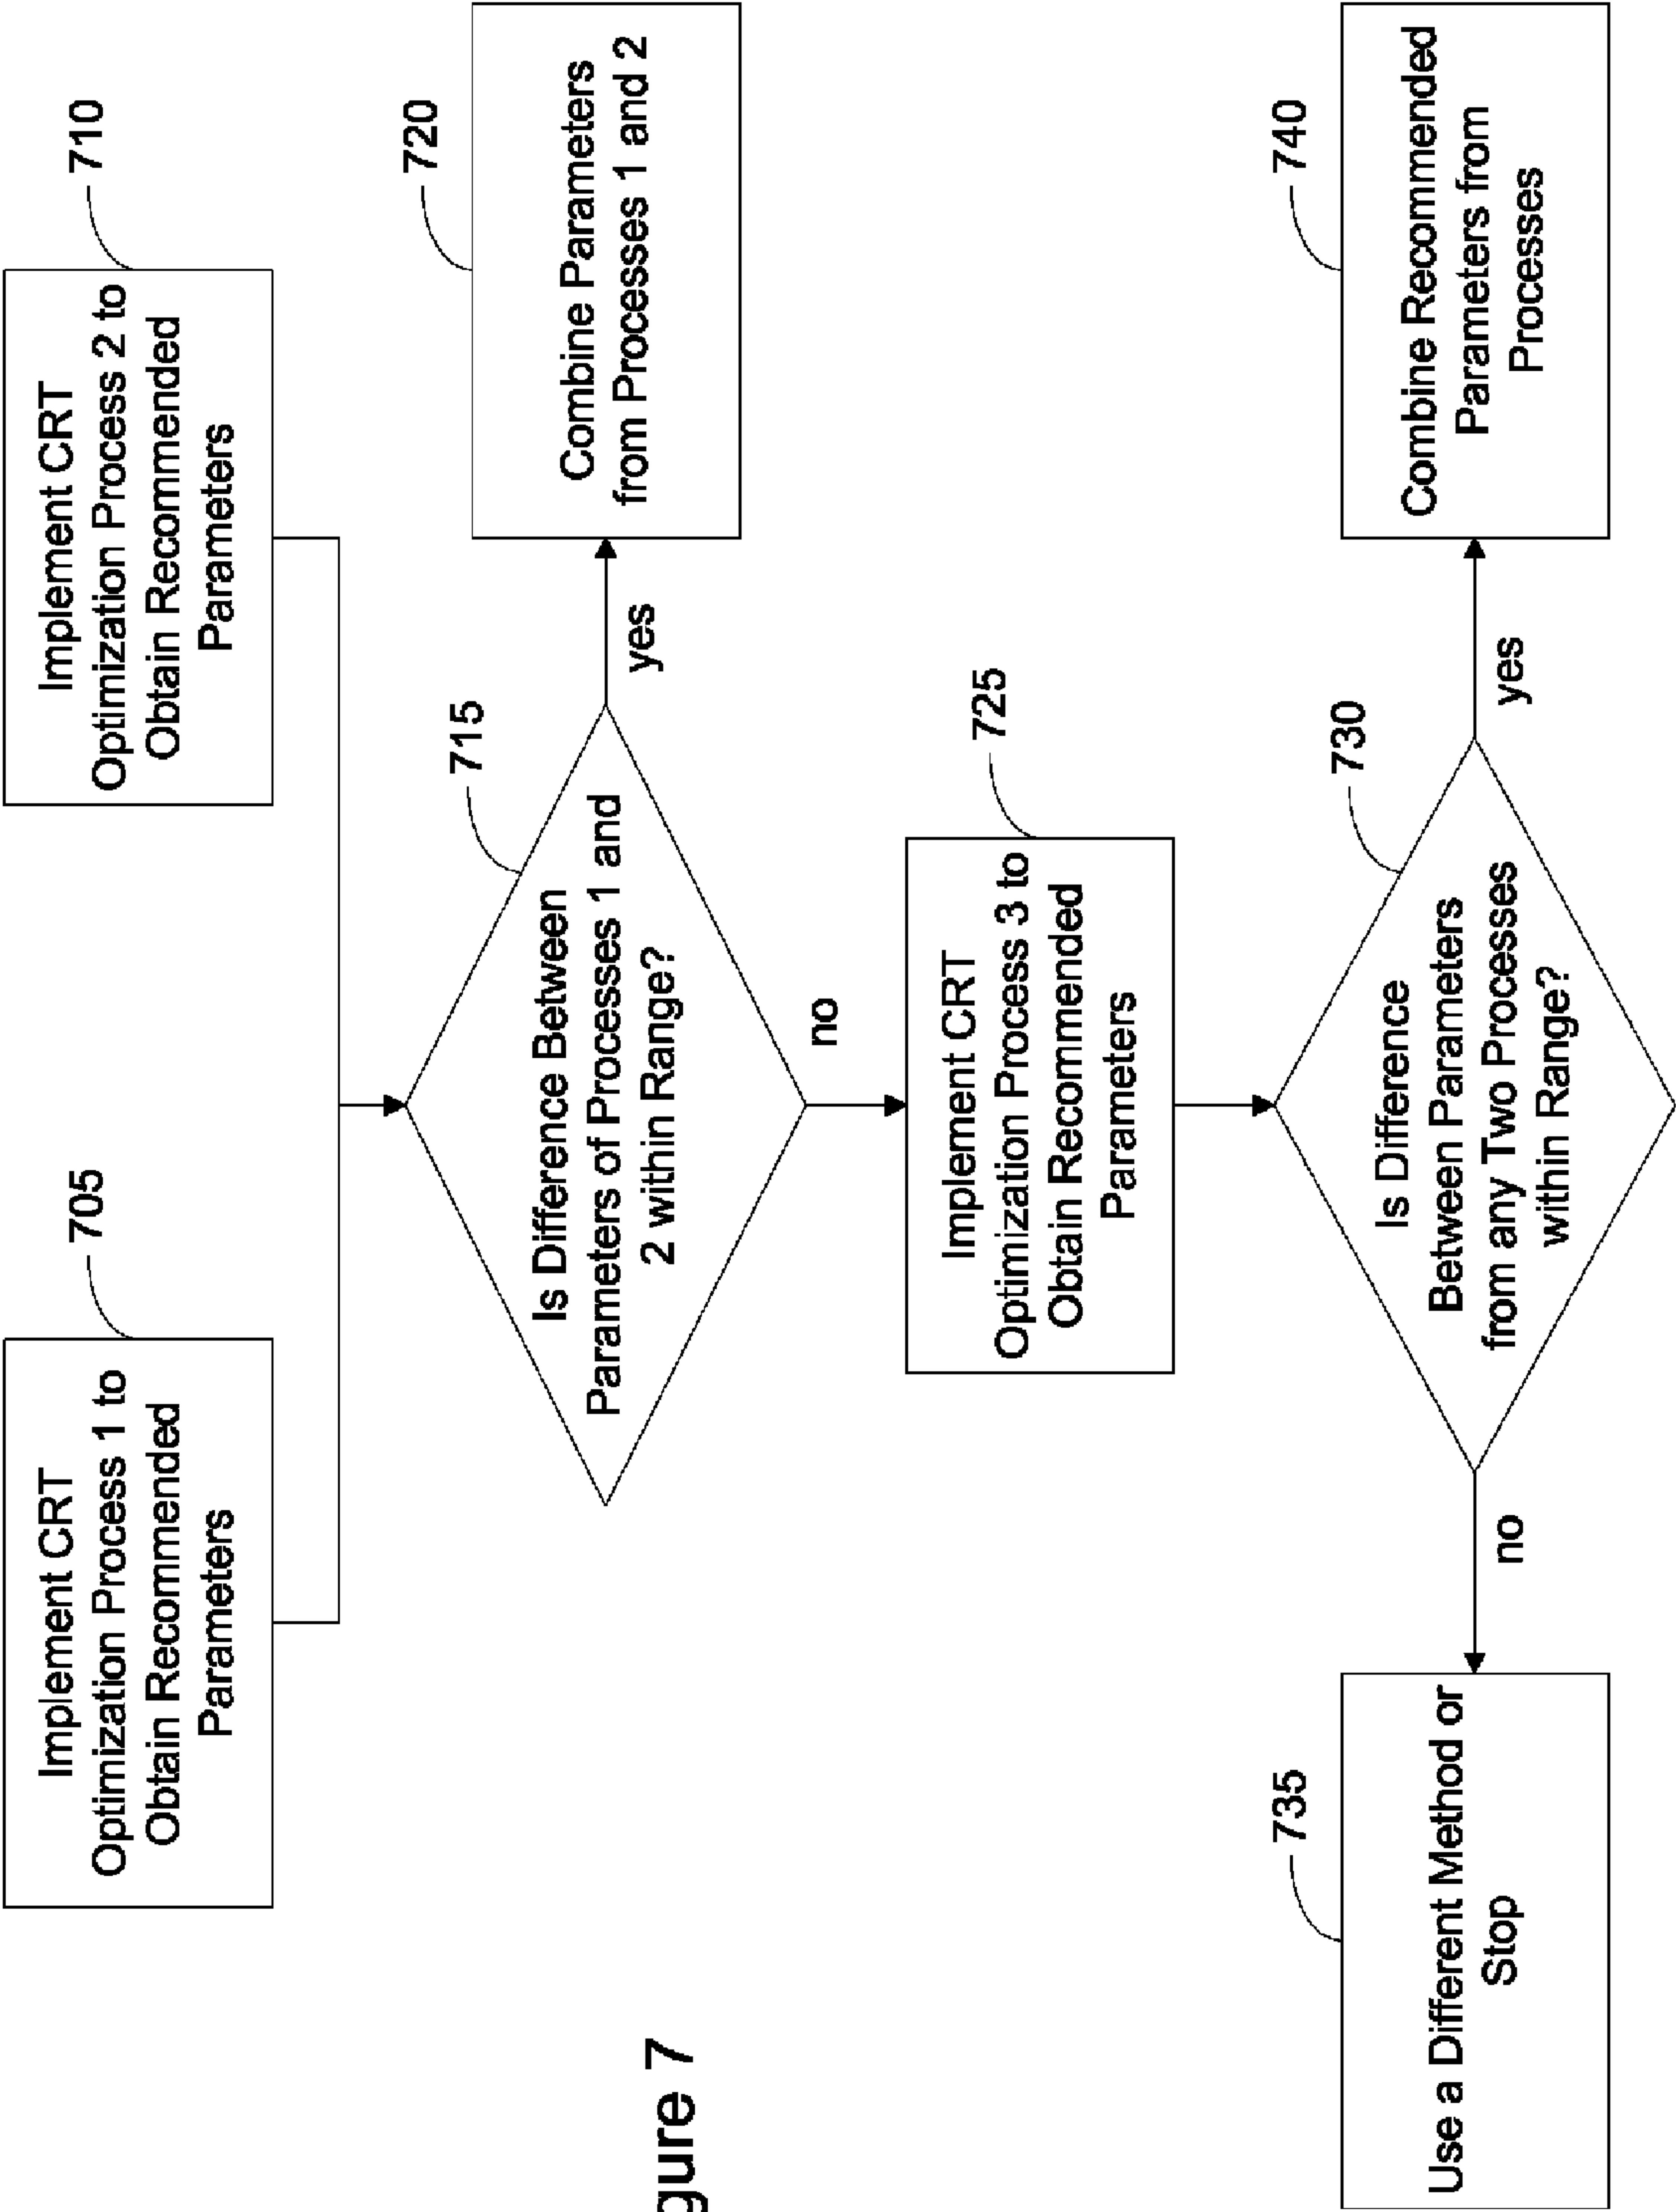 705
Implement CRT
Optimization Process 1 to
Obtain Recommended
Parameters
710
Implement CRT
Optimization Process 2 to
Obtain Recommended
Parameters
715
Is Difference Between
Parameters of Processes 1 and
2 within Range?
yes
720
Combine Parameters
from Processes 1 and 2
no
725
Implement CRT
Optimization Process 3 to
Obtain Recommended
Parameters
730
Is Difference
Between Parameters
from any Two Processes
within Range?
no
735
Use a Different Method or
Stop
yes
740
Combine Recommended
Parameters from
Processes
gure 7